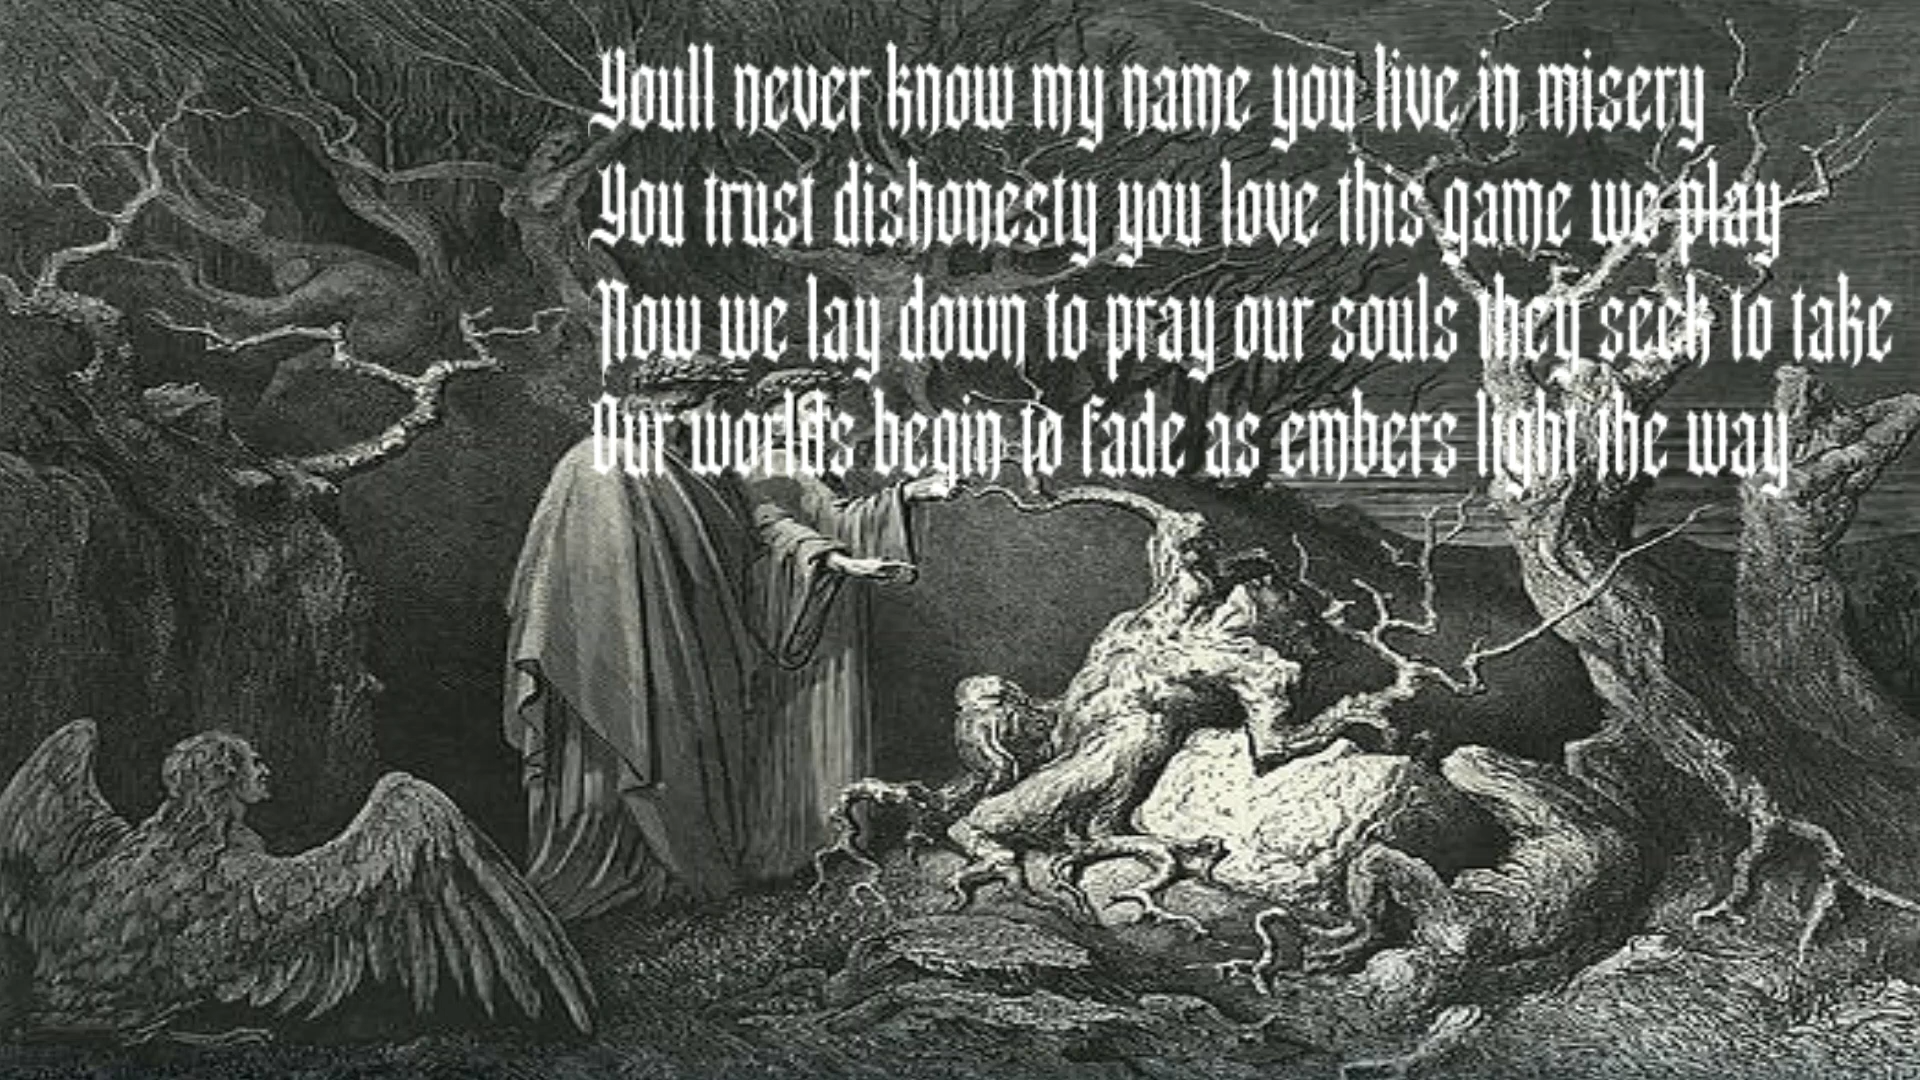 Youll never know my name you live in misery
You trust dishonesty you love this game we play
Now we lay down to pray our souls they seek to take
Our worlds begin to fade as embers light the way